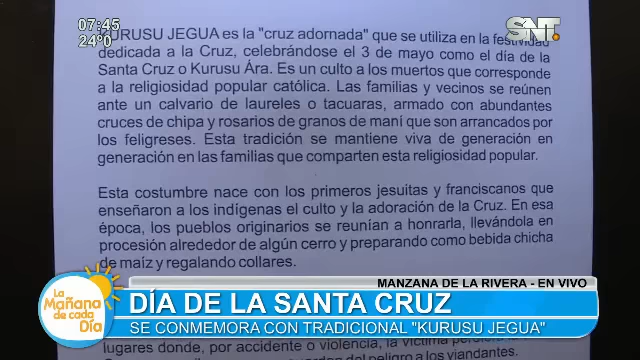 07:45
24º0
SNT
HD
KURUSU JEGUA es la "cruz adornada" que se utiliza en la festividad
dedicada a la Cruz, celebrándose el 3 de mayo como el día de la
Santa Cruz o Kurusu Ára. Es un culto a los muertos que corresponde
a la religiosidad popular católica. Las familias y vecinos se reúnen
ante un calvario de laureles o tacuaras, armado con abundantes
cruces de chipa y rosarios de granos de maní que son arrancados por
los feligreses. Esta tradición se mantiene viva de generación en
generación en las familias que comparten esta religiosidad popular.
Esta costumbre nace con los primeros jesuitas y franciscanos que
enseñaron a los indígenas el culto y la adoración de la Cruz. En esa
época, los pueblos originarios se reunían a honrarla, llevándola en
procesión alrededor de algún cerro y preparando como bebida chicha
de maíz y regalando collares.
MANZANA DE LA RIVERA - EN VIVO
La
Mañana
de cada
Día
DÍA DE LA SANTA CRUZ
SE CONMEMORA CON TRADICIONAL "KURUSU JEGUA"
lugares donde, por accidente o violencia, la víctima
del peligro a los viandantes.